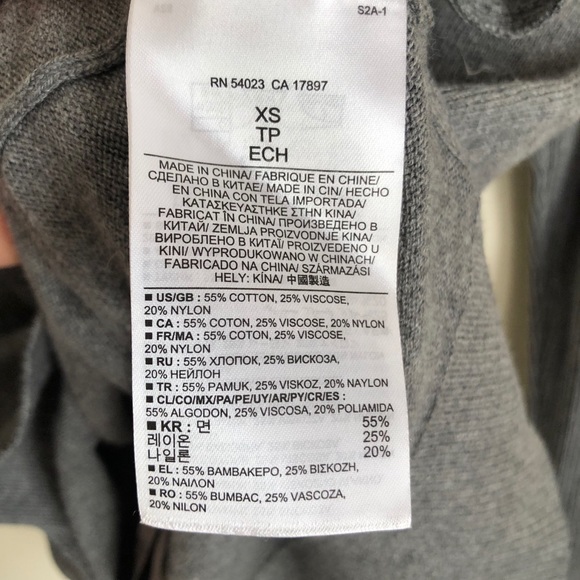 S2A-1
RN 54023 CA 17897
XS
TP
ECH
MADE IN CHINA/ FABRIQUE EN CHINE/
СДЕЛАНО В КИТАЕ/ MADE IN CIN/ HECHO
EN CHINA CON TELA IMPORTADA/
ΚΑΤΑΣΚΕΥΑΣΤΗΚΕ ΣΤΗΝ ΚΙΝΑ/
FABRICAT ÎN CHINA/ ПРОИЗВЕДЕНО В
КИТАЙ/ ZEMLJA PROIZVODNJE KINA/
ВИРОБЛЕНО В КИТАЇ/ PROIZVEDENO U
KINI/ WYPRODUKOWANO W CHINACH/
FABRICADO NA CHINA/ SZÁRMAZÁSI
HELY: KÍNA/ 中國製造
■ US/GB : 55% COTTON, 25% VISCOSE,
20% NYLON
■ CA : 55% COTON, 25% VISCOSE, 20% NYLON
■ FR/MA : 55% COTON, 25% VISCOSE,
20% NYLON
■ RU : 55% ХЛОПОК, 25% ВИСКОЗА,
20% НЕЙЛОН
■ TR : 55% PAMUK, 25% VISKOZ, 20% NAYLON
■ CL/CO/MX/PA/PE/UY/AR/PY/CR/ES :
55% ALGODON, 25% VISCOSA, 20% POLIAMIDA
■ KR : 면 55%
레이온 25%
나일론 20%
■ EL : 55% ΒΑΜΒΑΚΕΡΟ, 25% ΒΙΣΚΟΖΗ,
20% ΝΑΙΛΟΝ
■ RO : 55% BUMBAC, 25% VASCOZA,
20% NILON